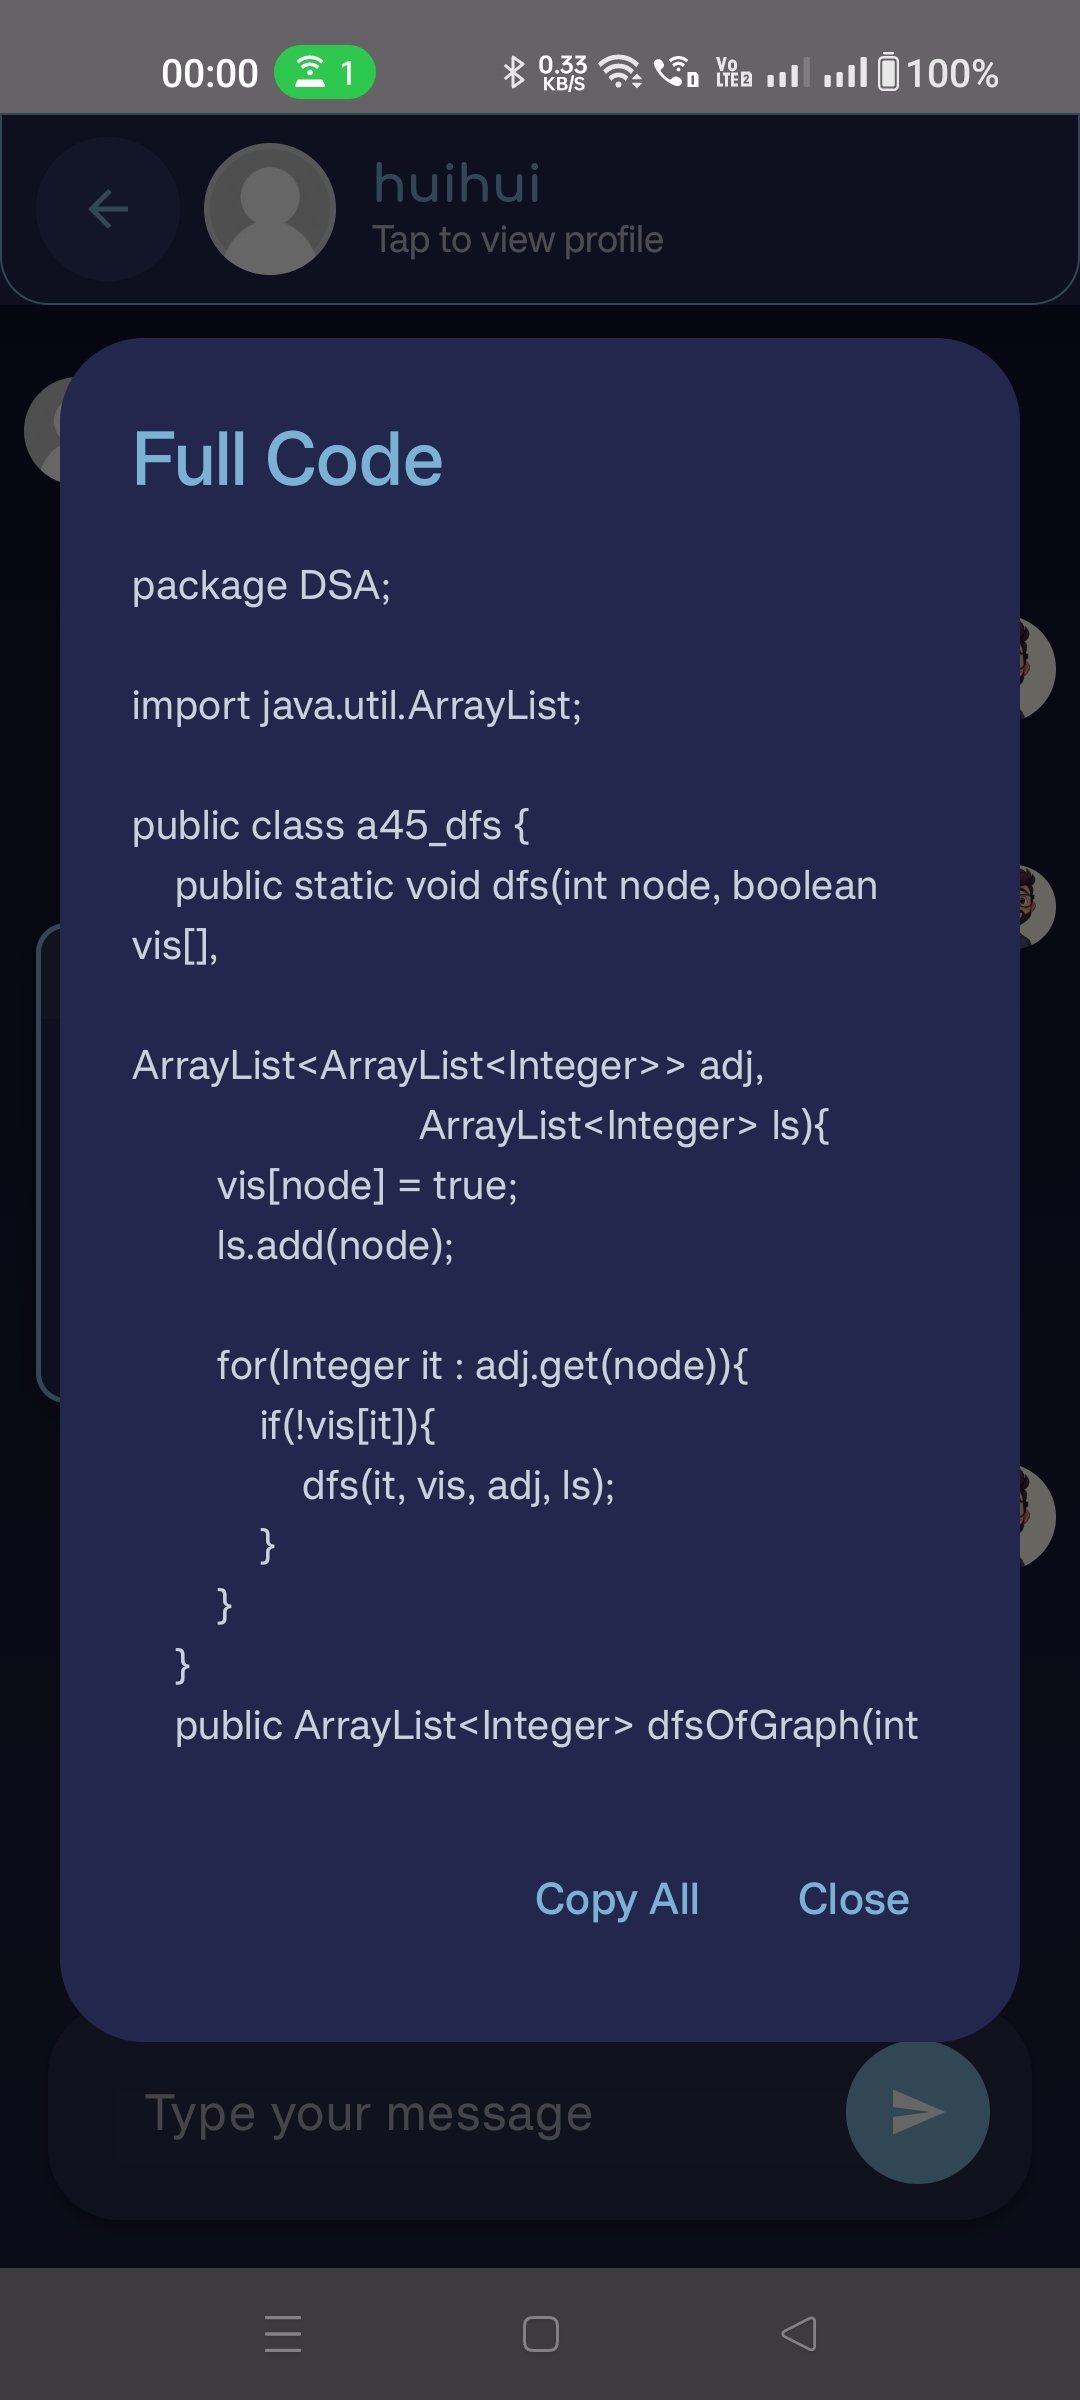 00:00 1 0.33 KB/S Vo LTE 2 100%
huihui
Tap to view profile
Full Code
package DSA;
import java.util.ArrayList;
public class a45_dfs {
public static void dfs(int node, boolean
vis[],
ArrayList<ArrayList<Integer>> adj,
ArrayList<Integer> ls){
vis[node] = true;
ls.add(node);
for(Integer it : adj.get(node)){
if(!vis[it]){
dfs(it, vis, adj, ls);
}
}
}
public ArrayList<Integer> dfsOfGraph(int
Copy All Close
Type your message